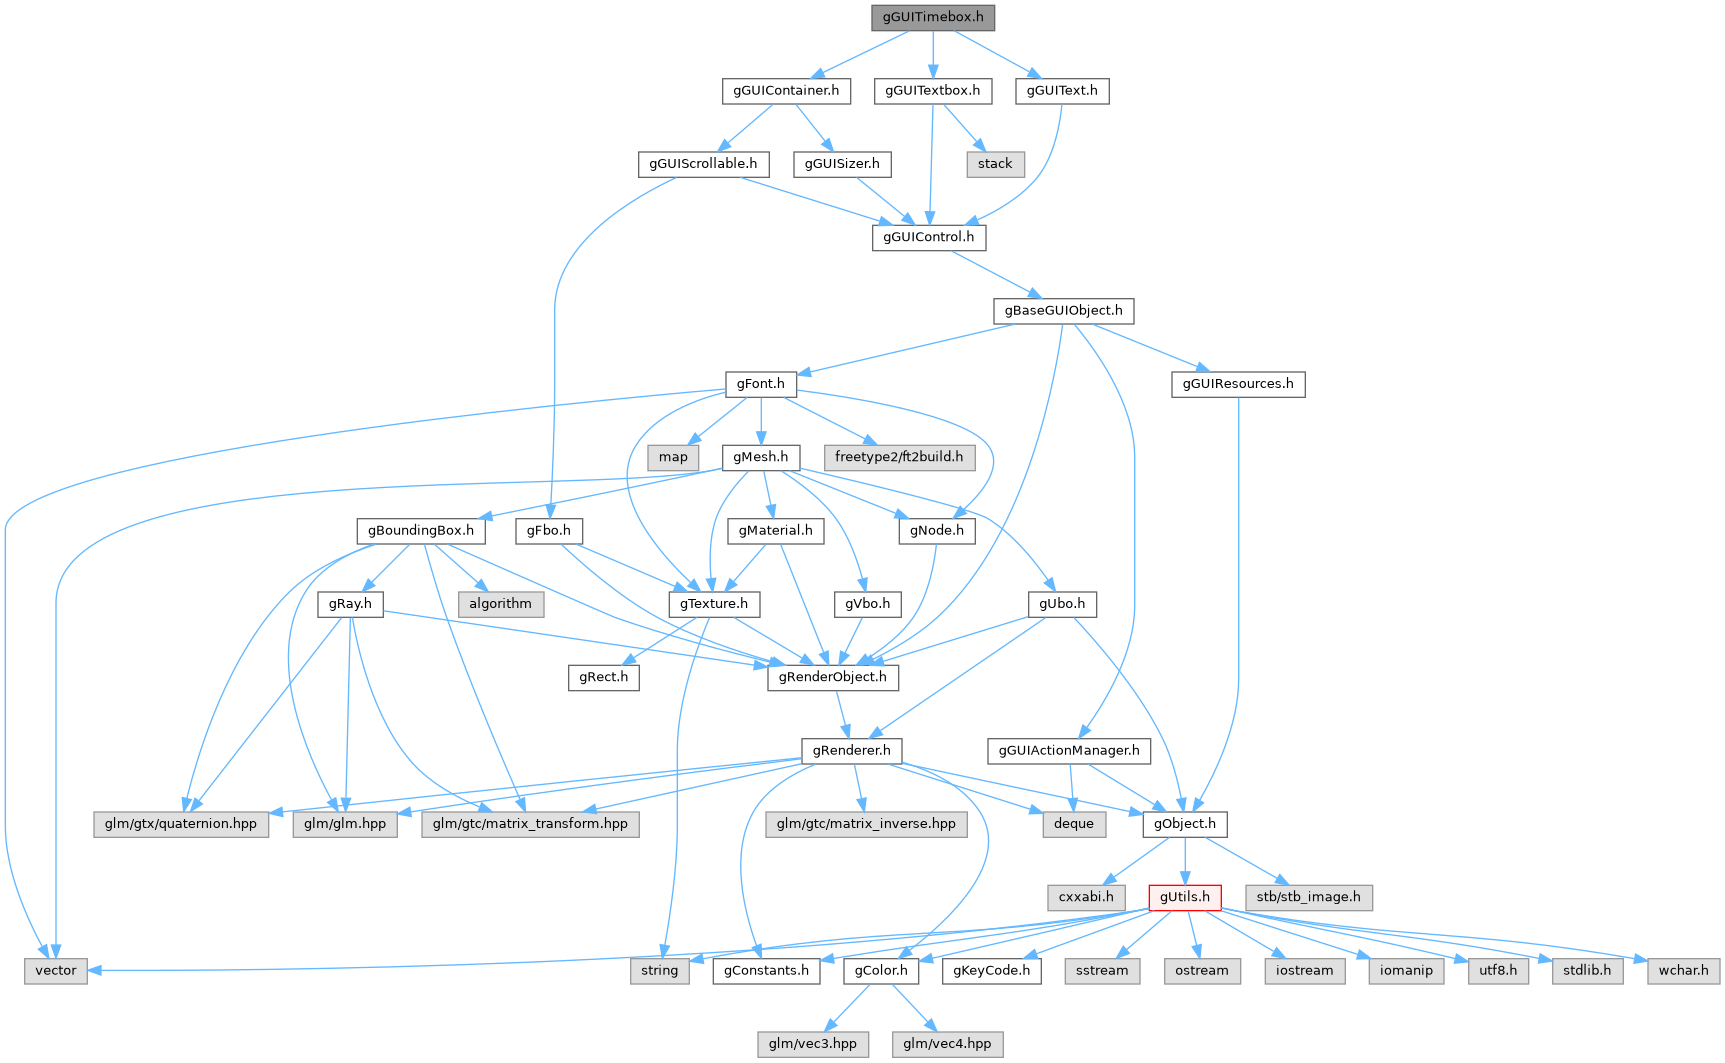 gGUITimebox.h
gGUIContainer.h
gGUITextbox.h
gGUIText.h
gGUIScrollable.h
gGUISizer.h
stack
gGUIControl.h
gBaseGUIObject.h
gFont.h
gGUIResources.h
map
gMesh.h
freetype2/ft2build.h
gBoundingBox.h
gFbo.h
gMaterial.h
gNode.h
gRay.h
algorithm
gTexture.h
gVbo.h
gUbo.h
gRect.h
gRenderObject.h
gRenderer.h
gGUIActionManager.h
glm/gtx/quaternion.hpp
glm/glm.hpp
glm/gtc/matrix_transform.hpp
glm/gtc/matrix_inverse.hpp
deque
gObject.h
cxxabi.h
gUtils.h
stb/stb_image.h
vector
string
gConstants.h
gColor.h
gKeyCode.h
sstream
ostream
iostream
iomanip
utf8.h
stdlib.h
wchar.h
glm/vec3.hpp
glm/vec4.hpp